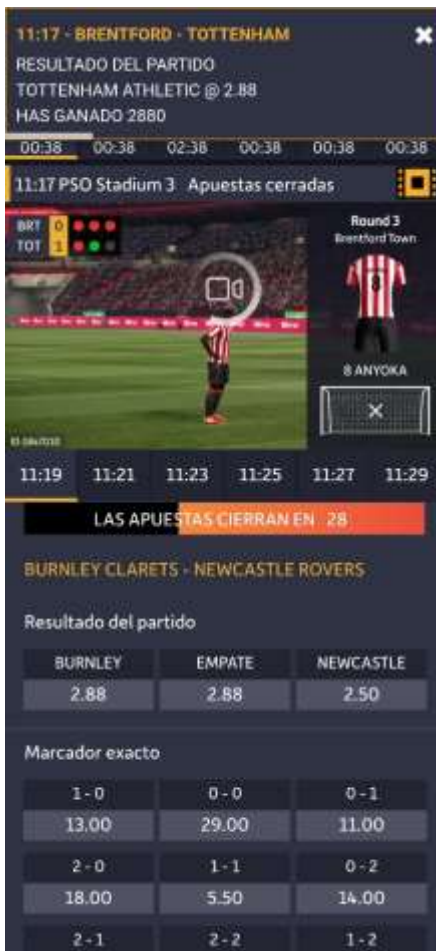 11:17 - BRENTFORD - TOTTENHAM
RESULTADO DEL PARTIDO
TOTTENHAM ATHLETIC @ 2.88
HAS GANADO 2880
00:38 00:38 02:38 00:38 00:38 00:38
11:17 PSO Stadium 3 Apuestas cerradas
BRT 0
TOT 1
Round 3
Brentford Town
8
8 ANYOKA
11:19 11:21 11:23 11:25 11:27 11:29
LAS APUESTAS CIERRAN EN 28
BURNLEY CLARETS - NEWCASTLE ROVERS
Resultado del partido
BURNLEY EMPATE NEWCASTLE
2.88 2.88 2.50
Marcador exacto
1 - 0 0 - 0 0 - 1
13.00 29.00 11.00
2 - 0 1 - 1 0 - 2
18.00 5.50 14.00
2 - 1 2 - 2 1 - 2